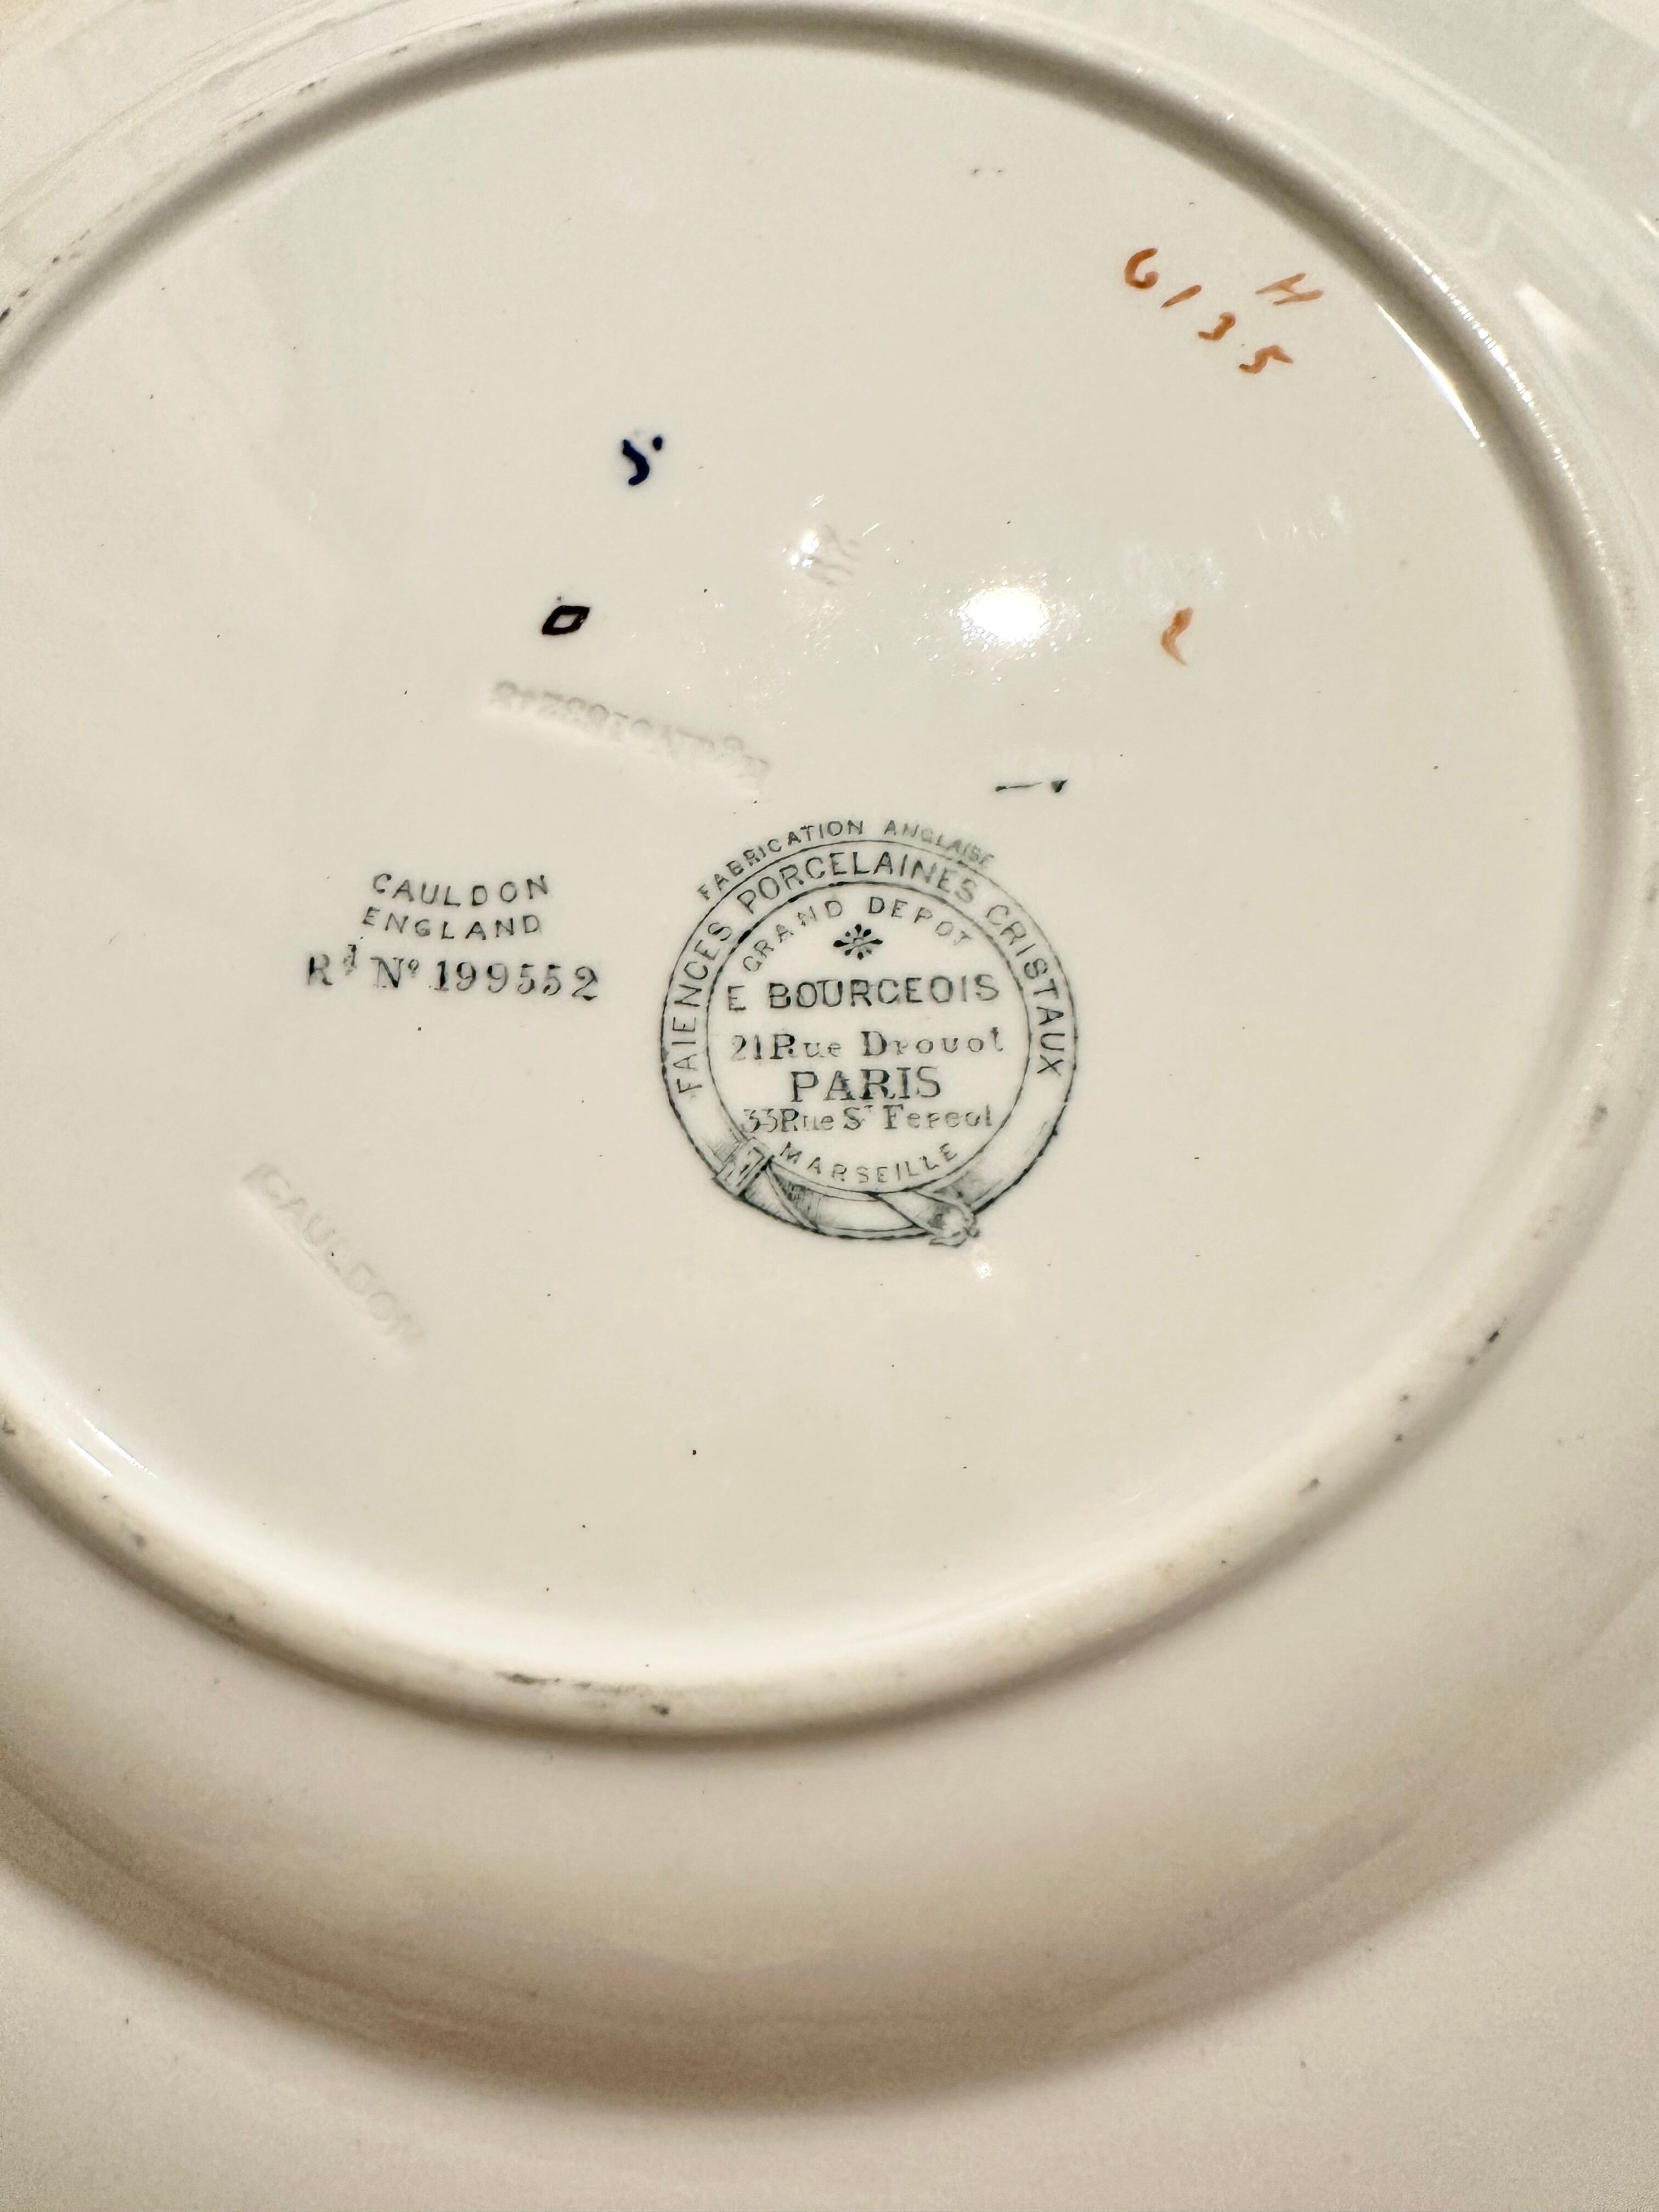 H
6135
CAULDON
ENGLAND
Rd No 199552
FABRICATION ANGLAISE
FAIENCES PORCELAINES CRISTAUX
GRAND DEPOT
E BOURGEOIS
21 Rue Drouot
PARIS
33 Rue St Fereol
MARSEILLE
CAULDON